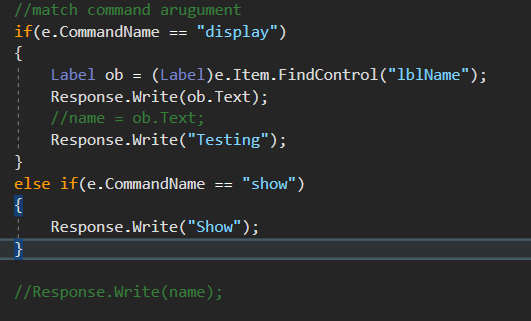 //match command arugument
if(e.CommandName == "display")
{
Label ob = (Label)e.Item.FindControl("lblName");
Response.Write(ob.Text);
//name = ob.Text;
Response.Write("Testing");
}
else if(e.CommandName == "show")
{
Response.Write("Show");
}
//Response.Write(name);